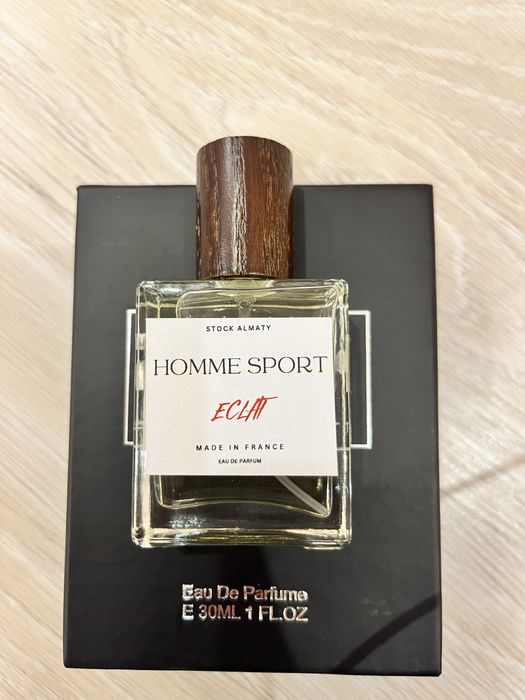 STOCK ALMATY
HOMME SPORT
ECLAT
MADE IN FRANCE
EAU DE PARFUM
Eau De Parfume
E 30ML 1 FL.OZ